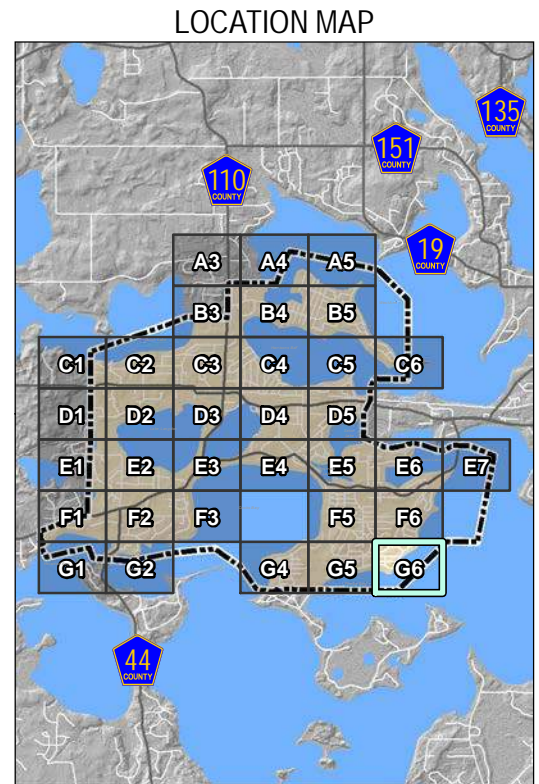 LOCATION MAP
135
COUNTY
151
COUNTY
110
COUNTY
19
COUNTY
A3 A4 A5
B3 B4 B5
C1 C2 C3 C4 C5 C6
D1 D2 D3 D4 D5
E1 E2 E3 E4 E5 E6 E7
F1 F2 F3 F5 F6
G1 G2 G4 G5 G6
44
COUNTY